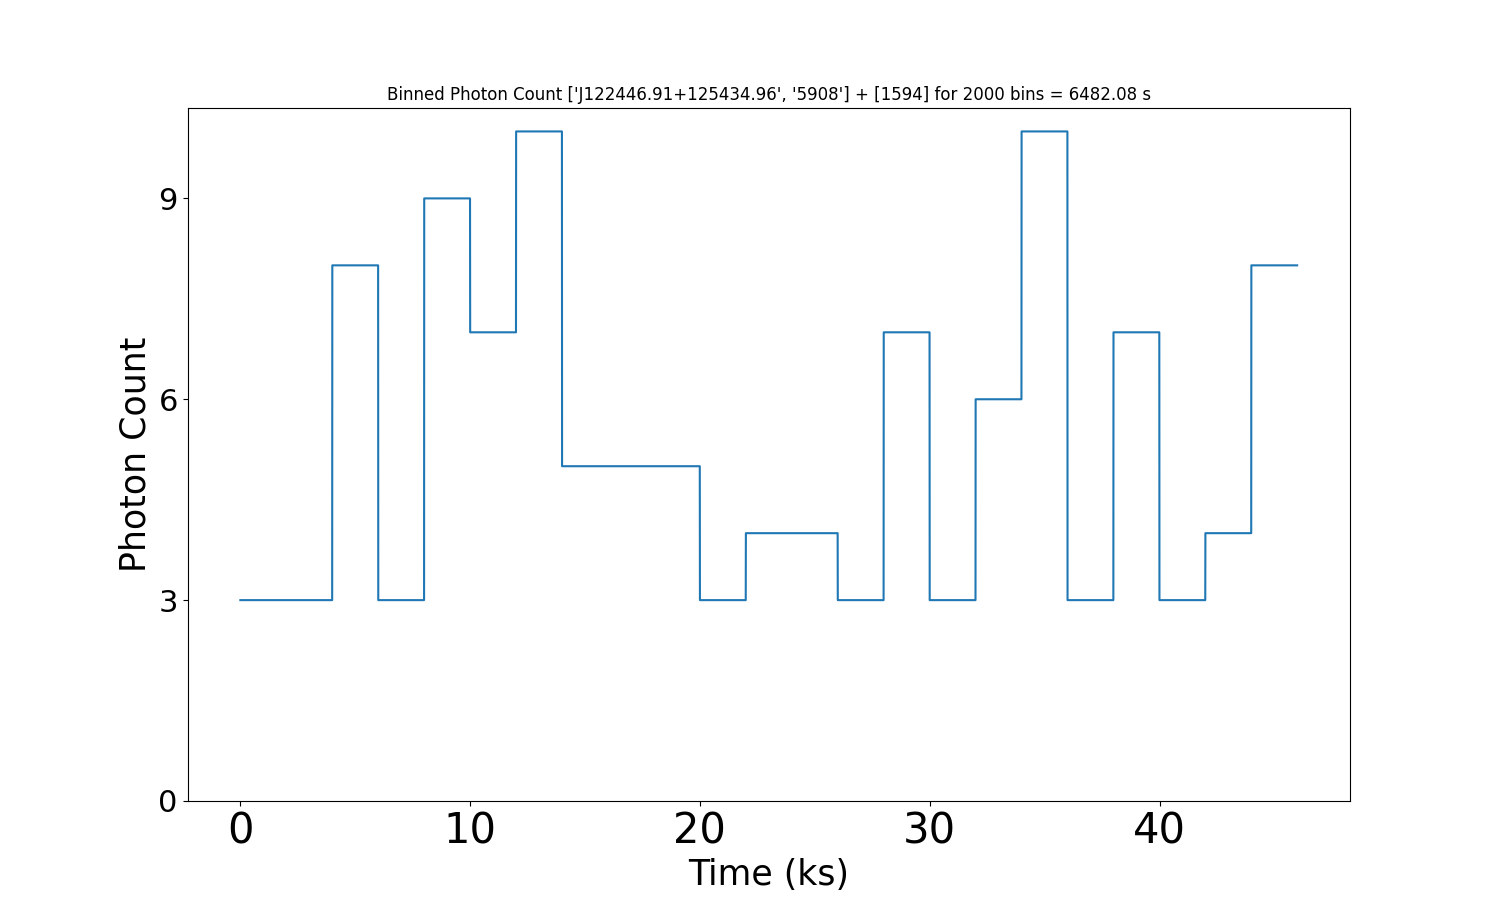 Binned Photon Count ['J122446.91+125434.96', '5908'] + [1594] for 2000 bins = 6482.08 s
Photon Count
9
6
3
0
0 10 20 30 40
Time (ks)